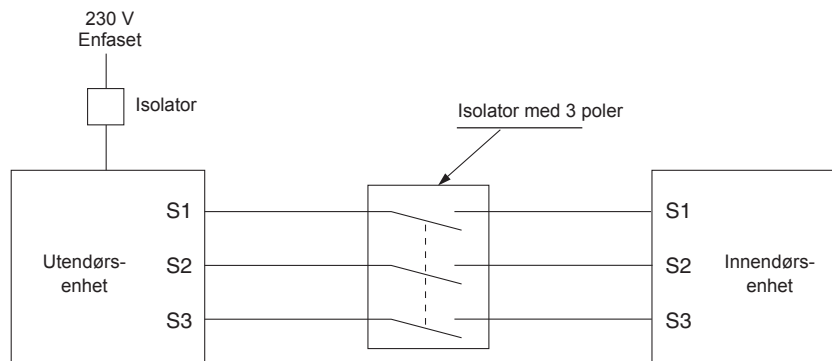 230 V
Enfaset
Isolator
Isolator med 3 poler
S1
S1
Utendørs-
enhet
S2
S2
Innendørs-
enhet
S3
S3